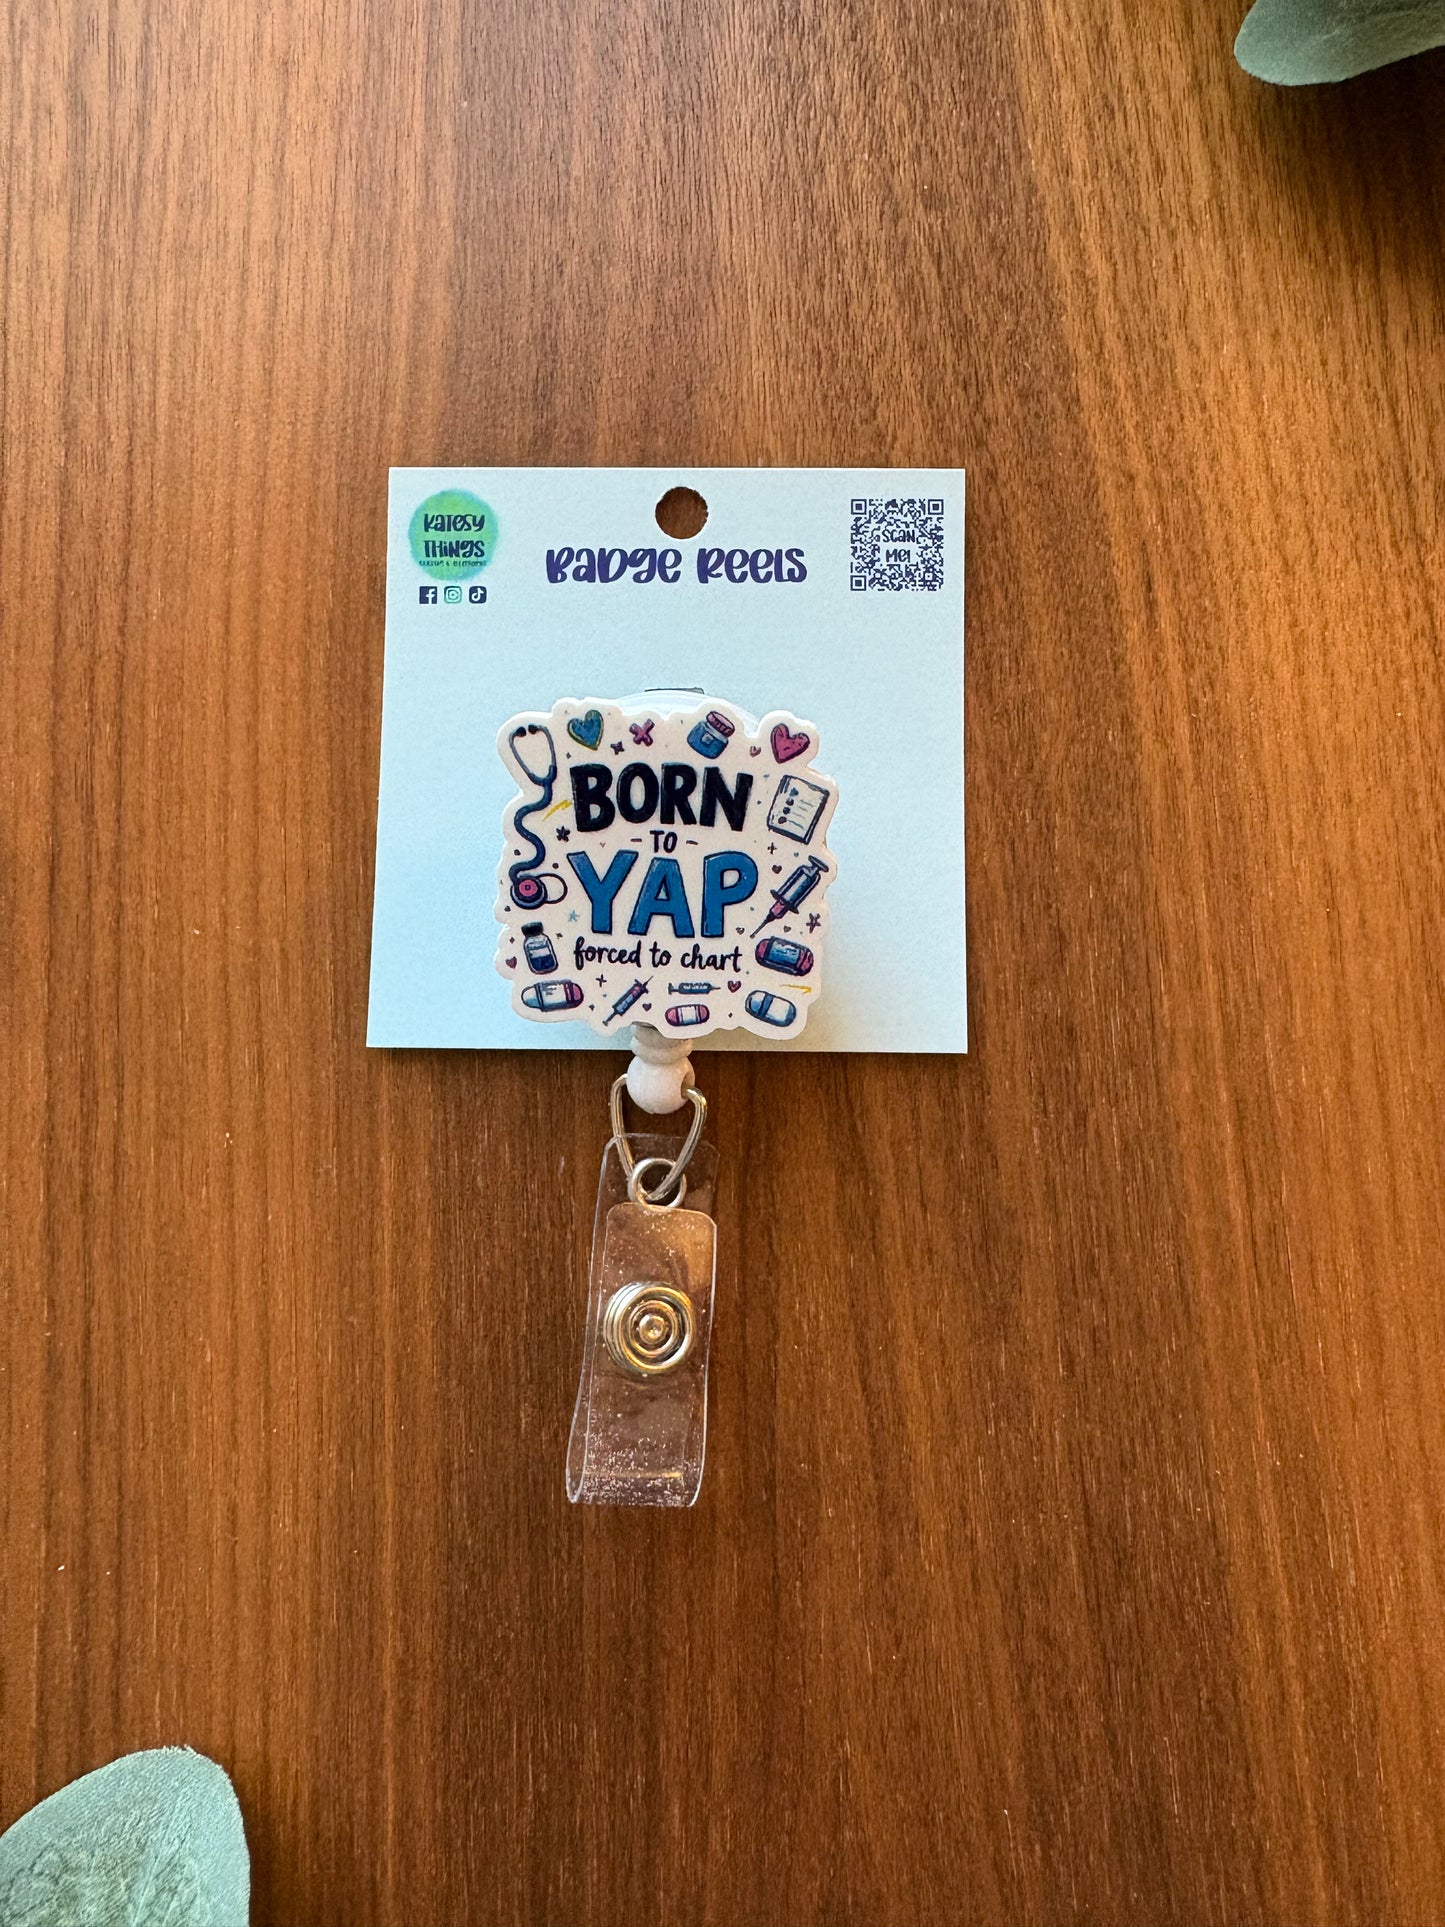 Katesy
Things
Badge Reels
SCAN
ME!
BORN
- TO -
YAP
forced to chart